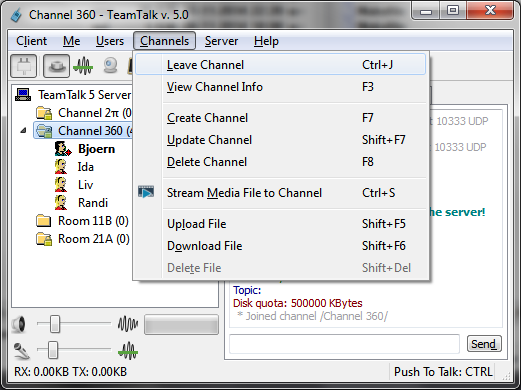 Channel 360 - TeamTalk v. 5.0
Client Me Users Channels Server Help
Leave Channel Ctrl+J
View Channel Info F3
Create Channel F7
Update Channel Shift+F7
Delete Channel F8
Stream Media File to Channel Ctrl+S
Upload File Shift+F5
Download File Shift+F6
Delete File Shift+Del
TeamTalk 5 Server
Channel 2π (0)
Channel 360 (4
Bjoern
Ida
Liv
Randi
Room 11B (0)
Room 21A (0)
10333 UDP
10333 UDP
the server!
Topic:
Disk quota: 500000 KBytes
* Joined channel /Channel 360/
Send
RX: 0.00KB TX: 0.00KB
Push To Talk: CTRL